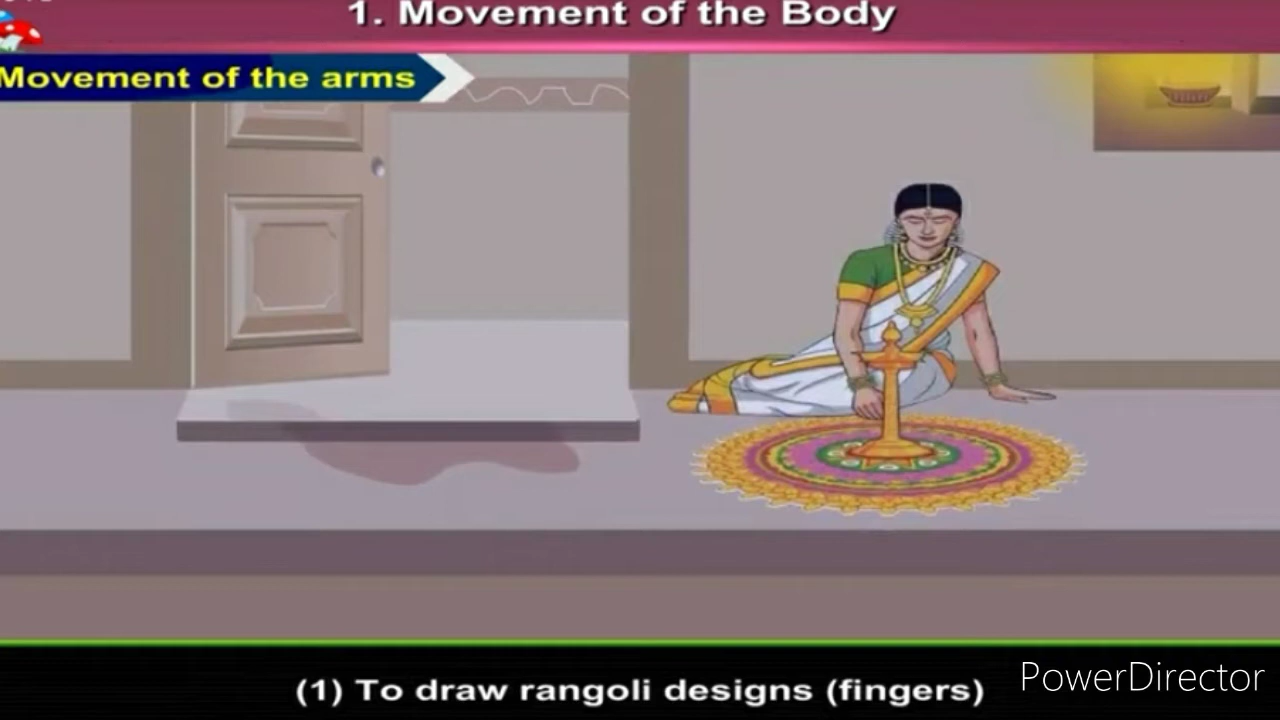 1. Movement of the Body
Movement of the arms
(1) To draw rangoli designs (fingers)
PowerDirector